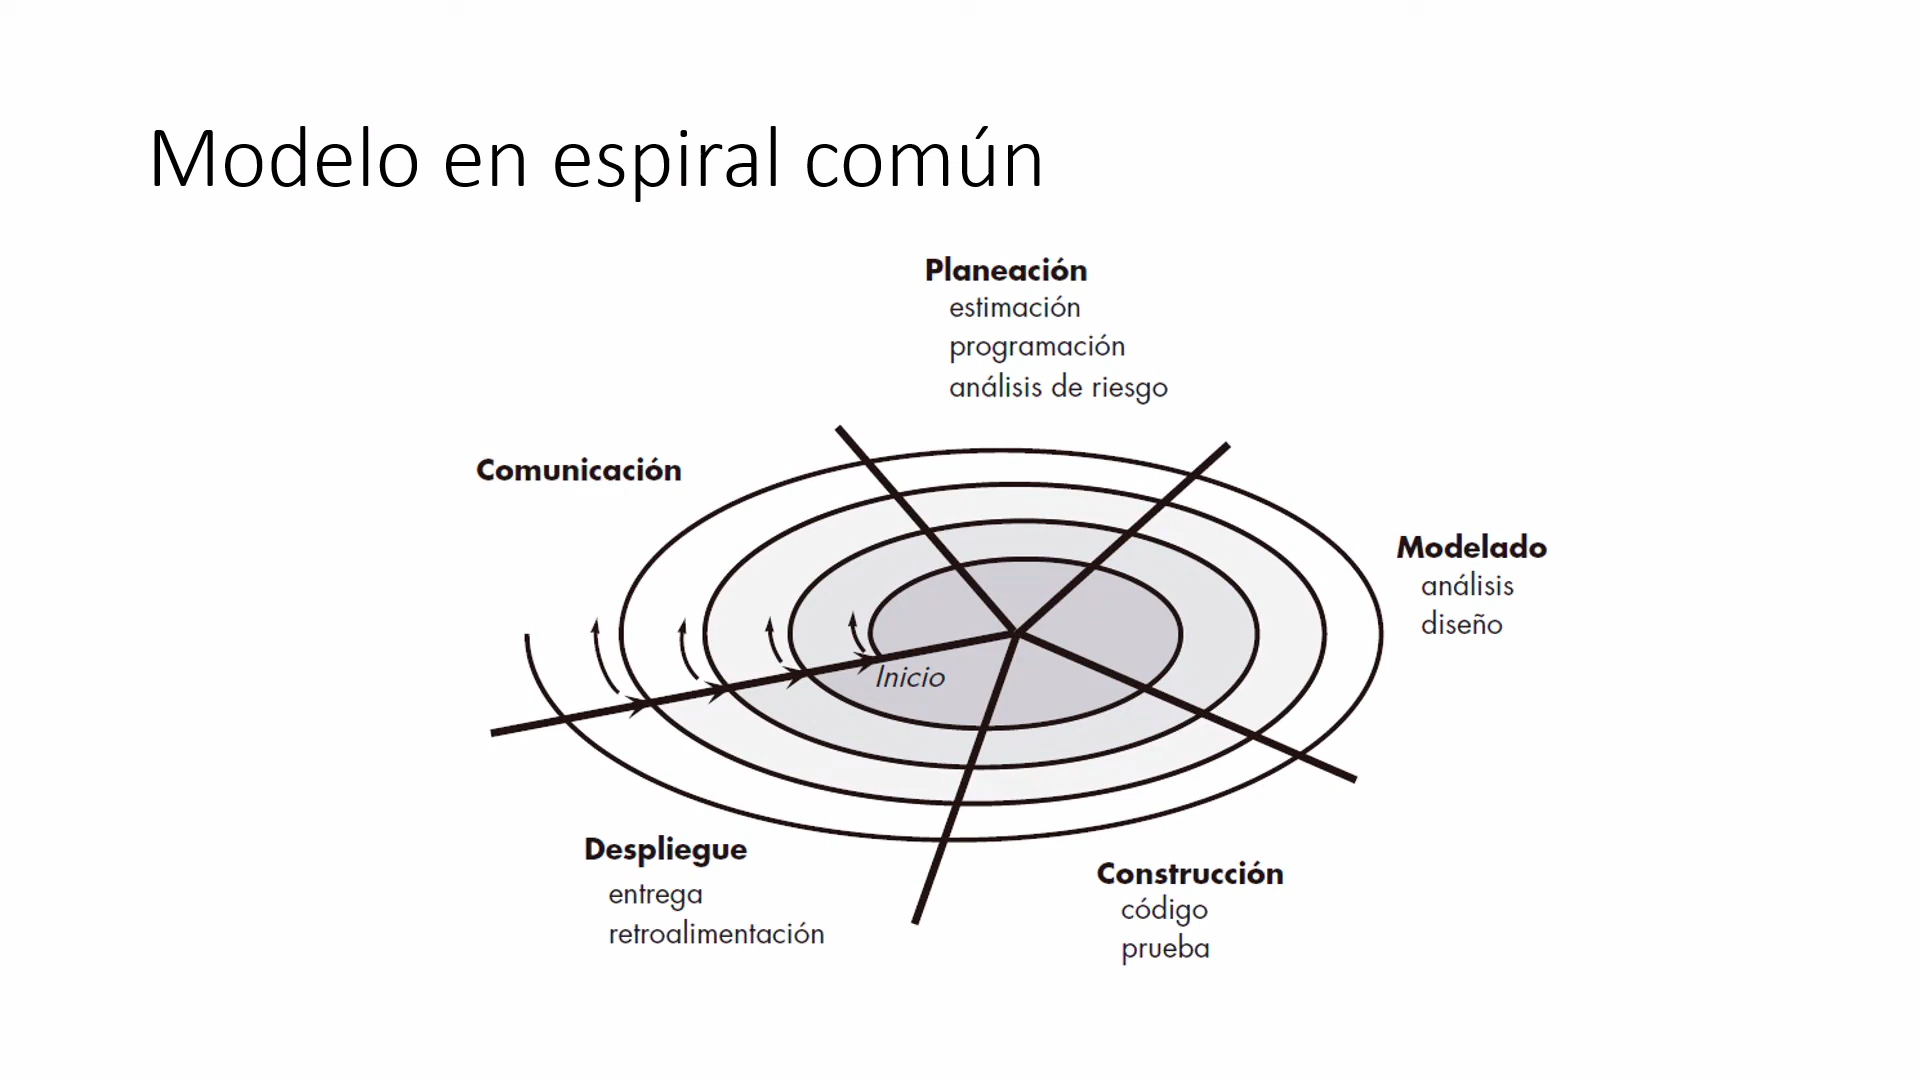 Modelo en espiral común
Planeación
estimación
programación
análisis de riesgo
Comunicación
Modelado
análisis
diseño
Inicio
Despliegue
entrega
retroalimentación
Construcción
código
prueba